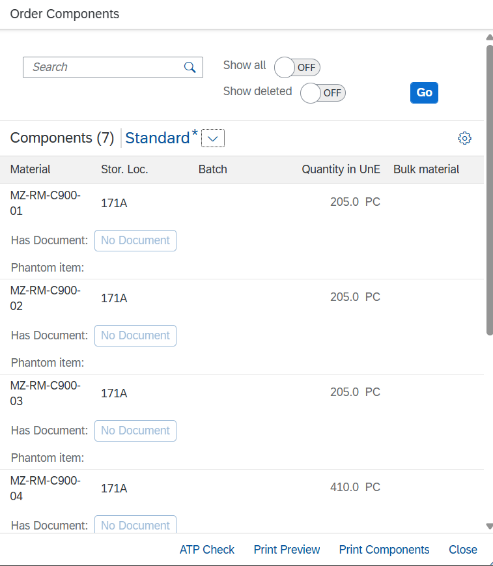 Order Components
Search
Show all OFF
Show deleted OFF
Go
Components (7) Standard*
Material Stor. Loc. Batch Quantity in UnE Bulk material
MZ-RM-C900-
01
171A 205.0 PC
Has Document: No Document
Phantom item:
MZ-RM-C900-
02
171A 205.0 PC
Has Document: No Document
Phantom item:
MZ-RM-C900-
03
171A 205.0 PC
Has Document: No Document
Phantom item:
MZ-RM-C900-
04
171A 410.0 PC
Has Document: No Document
ATP Check Print Preview Print Components Close